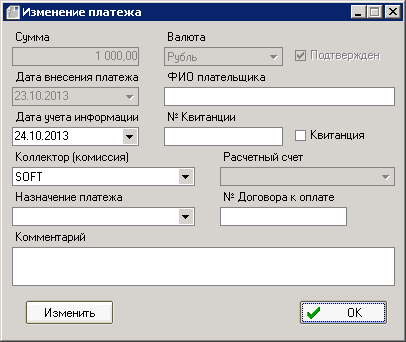 Изменение платежа
Сумма Валюта
1 000,00 Рубль Подтвержден
Дата внесения платежа ФИО плательщика
23.10.2013
Дата учета информации № Квитанции
24.10.2013 Квитанция
Коллектор (комиссия) Расчетный счет
SOFT
Назначение платежа № Договора к оплате
Комментарий
Изменить OK